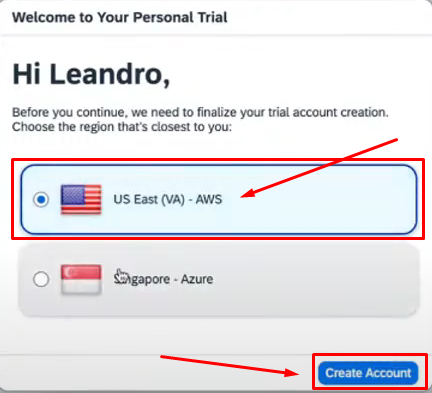 Welcome to Your Personal Trial
Hi Leandro,
Before you continue, we need to finalize your trial account creation.
Choose the region that's closest to you:
US East (VA) - AWS
Singapore - Azure
Create Account